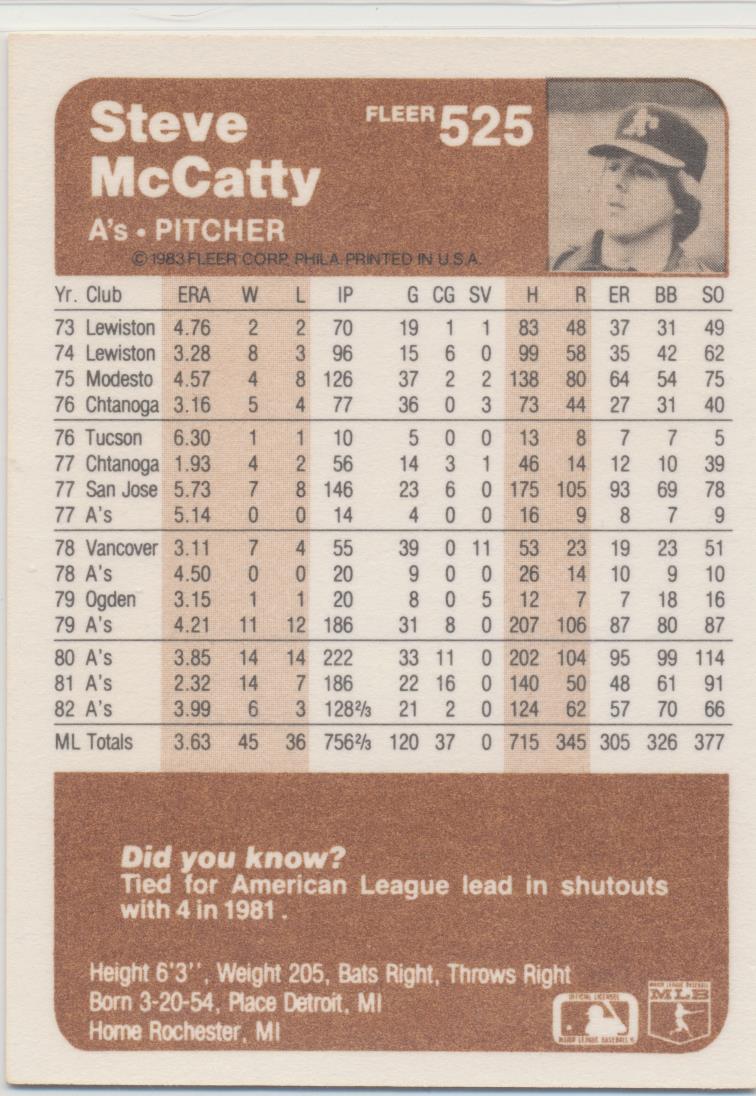 Steve
McCatty
FLEER 525
A's • PITCHER
© 1983 FLEER CORP. PHILA. PRINTED IN U.S.A.
Yr. Club ERA W L IP G CG SV H R ER BB SO
73 Lewiston 4.76 2 2 70 19 1 1 83 48 37 31 49
74 Lewiston 3.28 8 3 96 15 6 0 99 58 35 42 62
75 Modesto 4.57 4 8 126 37 2 2 138 80 64 54 75
76 Chtanoga 3.16 5 4 77 36 0 3 73 44 27 31 40
76 Tucson 6.30 1 1 10 5 0 0 13 8 7 7 5
77 Chtanoga 1.93 4 2 56 14 3 1 46 14 12 10 39
77 San Jose 5.73 7 8 146 23 6 0 175 105 93 69 78
77 A's 5.14 0 0 14 4 0 0 16 9 8 7 9
78 Vancover 3.11 7 4 55 39 0 11 53 23 19 23 51
78 A's 4.50 0 0 20 9 0 0 26 14 10 9 10
79 Ogden 3.15 1 1 20 8 0 5 12 7 7 18 16
79 A's 4.21 11 12 186 31 8 0 207 106 87 80 87
80 A's 3.85 14 14 222 33 11 0 202 104 95 99 114
81 A's 2.32 14 7 186 22 16 0 140 50 48 61 91
82 A's 3.99 6 3 128⅔ 21 2 0 124 62 57 70 66
ML Totals 3.63 45 36 756⅔ 120 37 0 715 345 305 326 377
Did you know?
Tied for American League lead in shutouts
with 4 in 1981.
Height 6'3'', Weight 205, Bats Right, Throws Right
Born 3-20-54, Place Detroit, MI
Home Rochester, MI
OFFICIAL LICENSEE
MAJOR LEAGUE BASEBALL
MAJOR LEAGUE BASEBALL
MLB